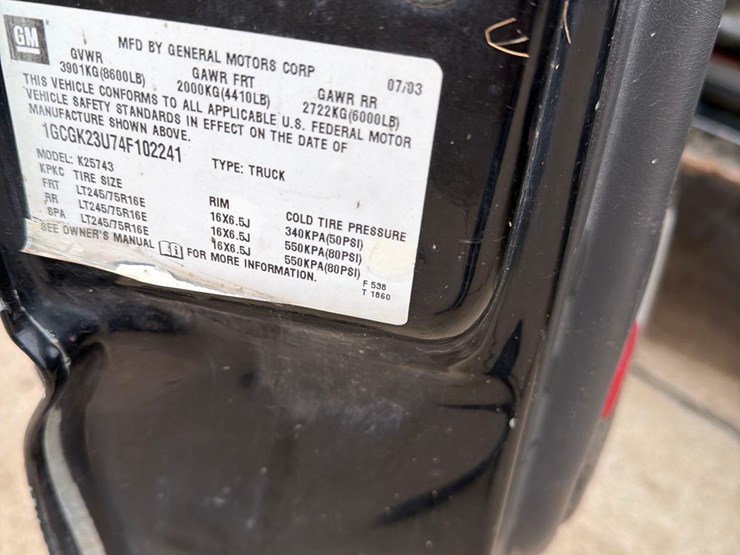 GM
MFD BY GENERAL MOTORS CORP 07/03
GVWR GAWR FRT GAWR RR
3901KG(8600LB) 2000KG(4410LB) 2722KG(6000LB)
THIS VEHICLE CONFORMS TO ALL APPLICABLE U.S. FEDERAL MOTOR
VEHICLE SAFETY STANDARDS IN EFFECT ON THE DATE OF
MANUFACTURE SHOWN ABOVE.
1GCGK23U74F102241 TYPE: TRUCK
MODEL: K25743
KPKC TIRE SIZE RIM COLD TIRE PRESSURE
FRT LT245/75R16E 16X6.5J 340KPA(50PSI)
RR LT245/75R16E 16X6.5J 550KPA(80PSI)
SPA LT245/75R16E 16X6.5J 550KPA(80PSI)
SEE OWNER'S MANUAL FOR MORE INFORMATION.
F 538
T 1860